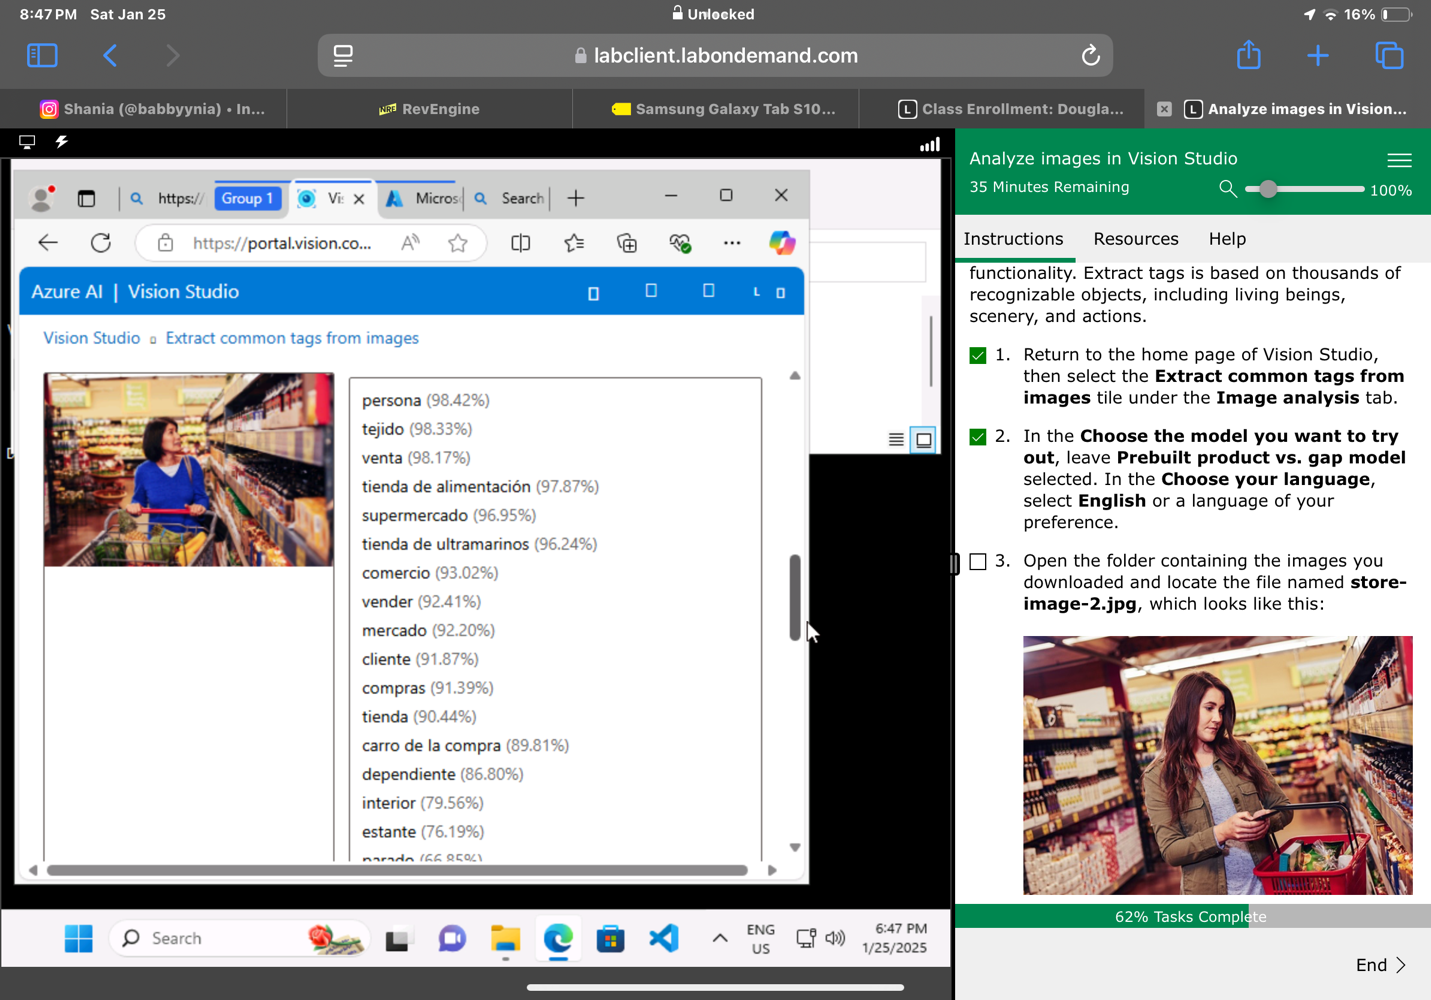 8:47 PM Sat Jan 25
Unlocked
16%
labclient.labondemand.com
Shania (@babbyynia) • In...
NRE RevEngine
Samsung Galaxy Tab S10...
L Class Enrollment: Dougla...
L Analyze images in Vision...
https://
Group 1
Vi:
Micros
Search
https://portal.vision.co...
Azure AI | Vision Studio
Vision Studio
Extract common tags from images
persona (98.42%)
tejido (98.33%)
venta (98.17%)
tienda de alimentación (97.87%)
supermercado (96.95%)
tienda de ultramarinos (96.24%)
comercio (93.02%)
vender (92.41%)
mercado (92.20%)
cliente (91.87%)
compras (91.39%)
tienda (90.44%)
carro de la compra (89.81%)
dependiente (86.80%)
interior (79.56%)
estante (76.19%)
parado (66.85%)
Search
ENG
US
6:47 PM
1/25/2025
Analyze images in Vision Studio
35 Minutes Remaining
100%
Instructions
Resources
Help
functionality. Extract tags is based on thousands of
recognizable objects, including living beings,
scenery, and actions.
1. Return to the home page of Vision Studio,
then select the Extract common tags from
images tile under the Image analysis tab.
2. In the Choose the model you want to try
out, leave Prebuilt product vs. gap model
selected. In the Choose your language,
select English or a language of your
preference.
3. Open the folder containing the images you
downloaded and locate the file named store-
image-2.jpg, which looks like this:
62% Tasks Complete
End